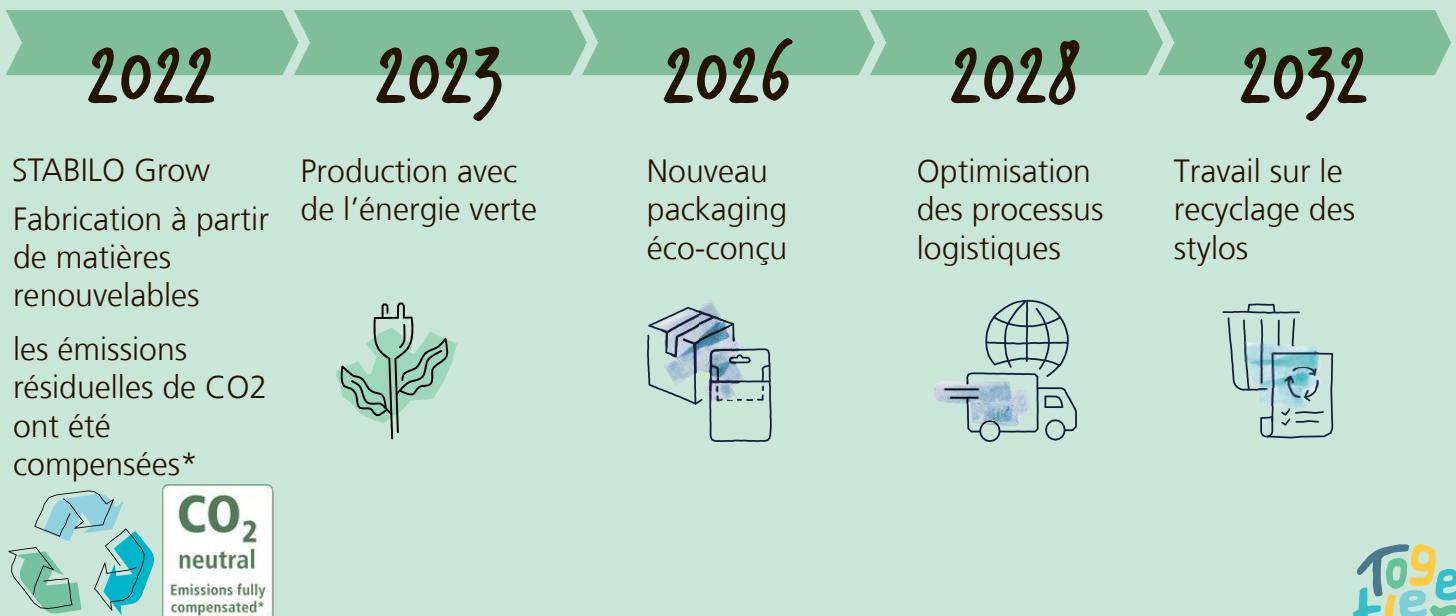 2022
2023
2026
2028
2032
STABILO Grow
Fabrication à partir
de matières
renouvelables
les émissions
résiduelles de CO2
ont été
compensées*
CO₂
neutral
Emissions fully
compensated*
Production avec
de l’énergie verte
Nouveau
packaging
éco-conçu
Optimisation
des processus
logistiques
Travail sur le
recyclage des
stylos